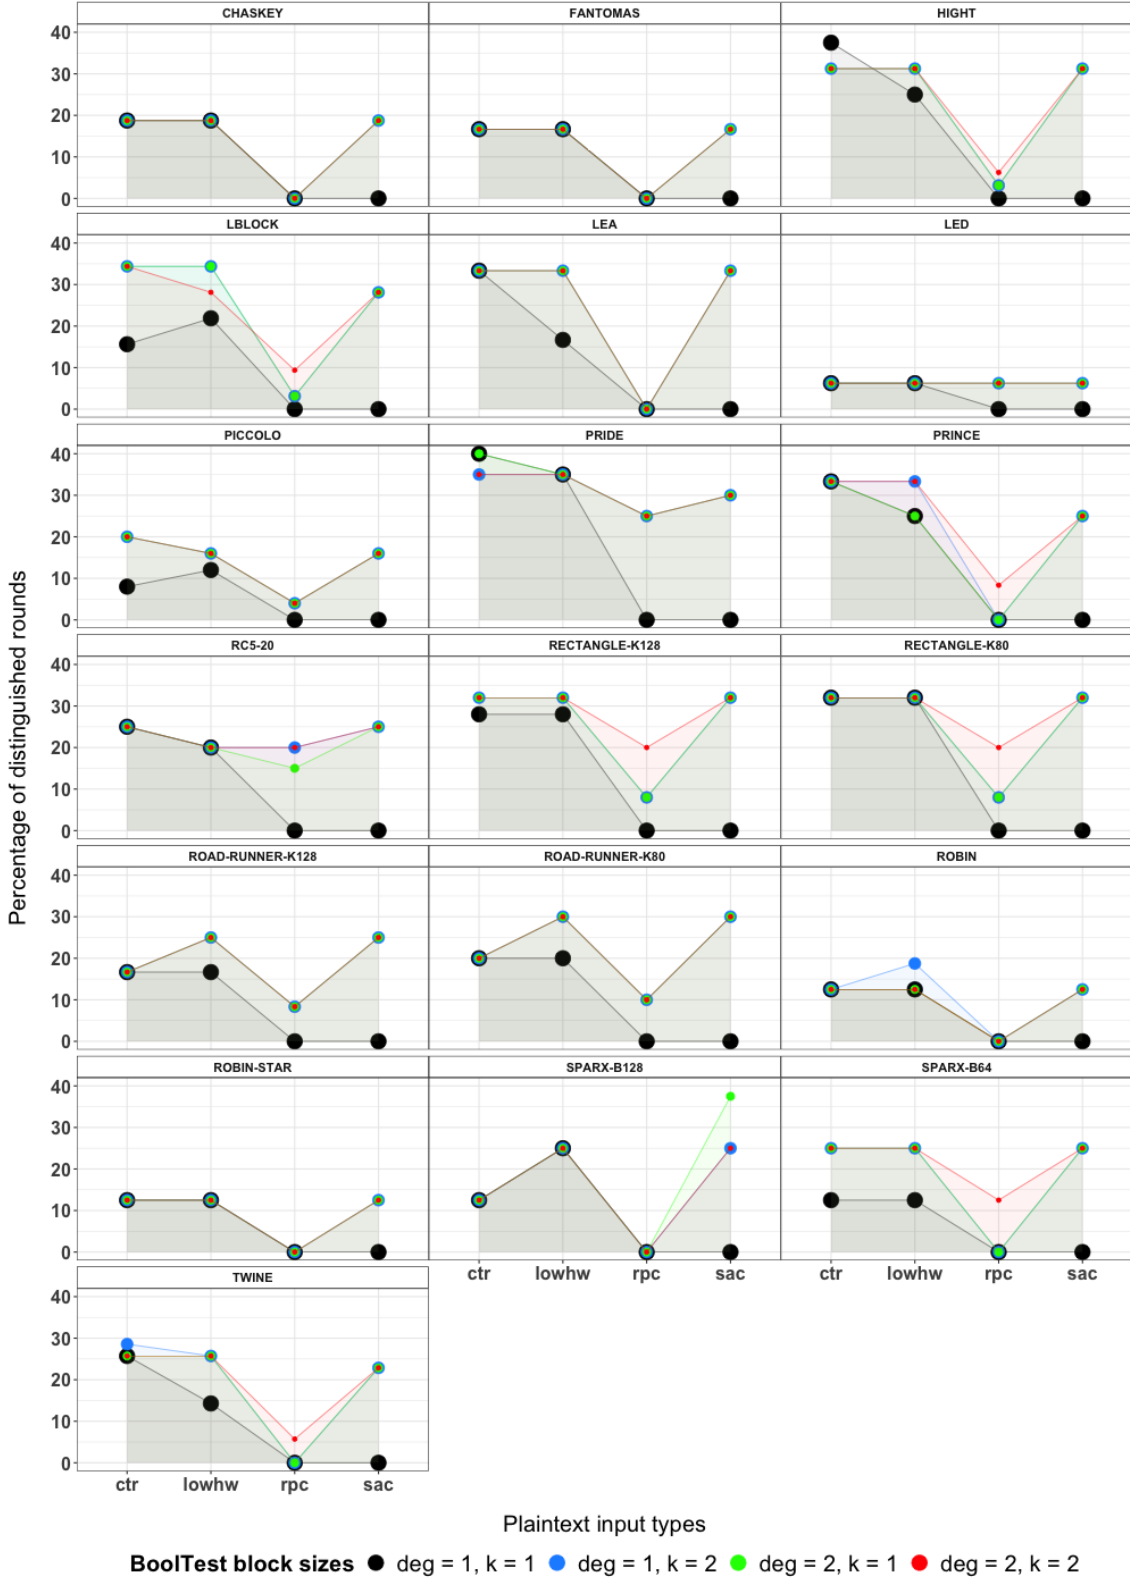 CHASKEY FANTOMAS HIGHT
40
30
20
10
0
LBLOCK LEA LED
40
30
20
10
0
PICCOLO PRIDE PRINCE
40
30
20
10
0
RC5-20 RECTANGLE-K128 RECTANGLE-K80
40
30
20
10
0
ROAD-RUNNER-K128 ROAD-RUNNER-K80 ROBIN
40
30
20
10
0
ROBIN-STAR SPARX-B128 SPARX-B64
40
30
20
10
0
ctr lowhw rpc sac ctr lowhw rpc sac
TWINE
40
30
20
10
0
ctr lowhw rpc sac
Percentage of distinguished rounds
Plaintext input types
BoolTest block sizes deg = 1, k = 1 deg = 1, k = 2 deg = 2, k = 1 deg = 2, k = 2